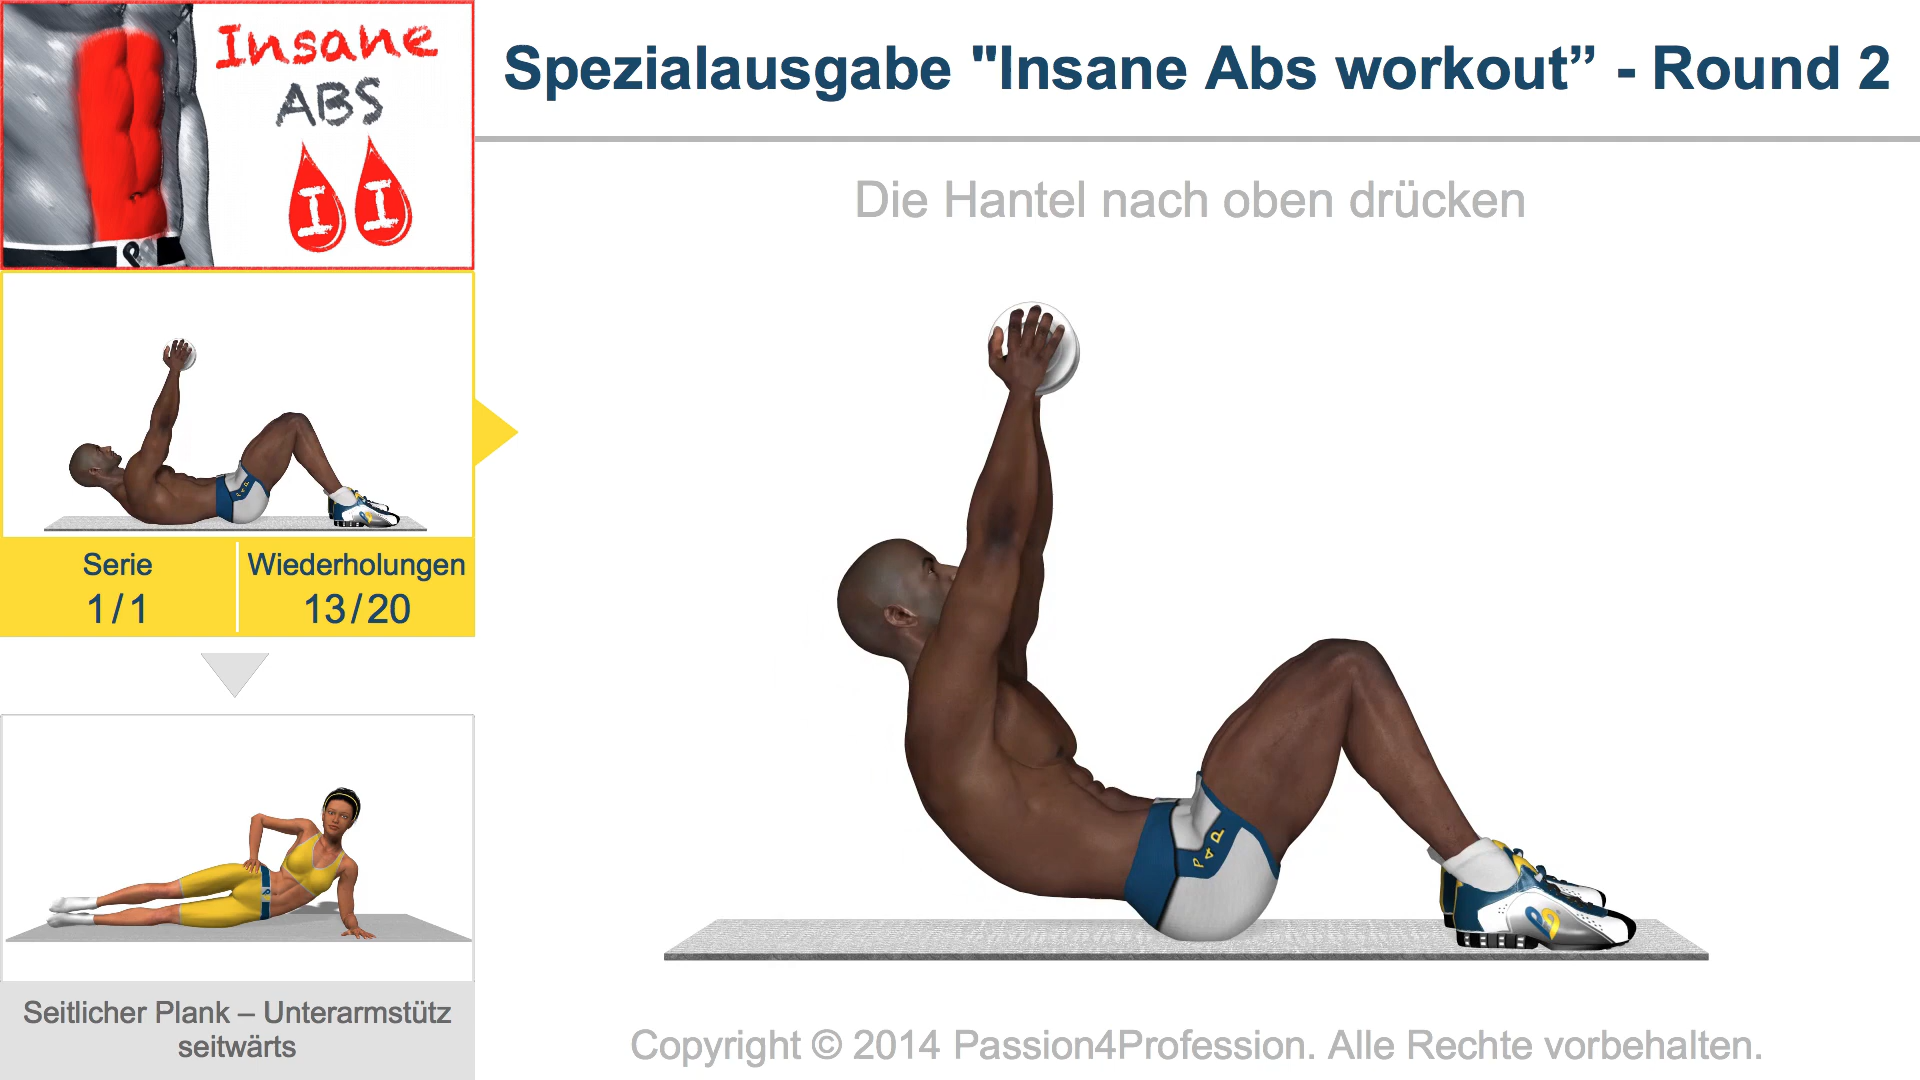 Insane
ABS
I I
Spezialausgabe "Insane Abs workout” - Round 2
Die Hantel nach oben drücken
Serie
1/1
Wiederholungen
13/20
P4P
Seitlicher Plank – Unterarmstütz
seitwärts
Copyright © 2014 Passion4Profession. Alle Rechte vorbehalten.